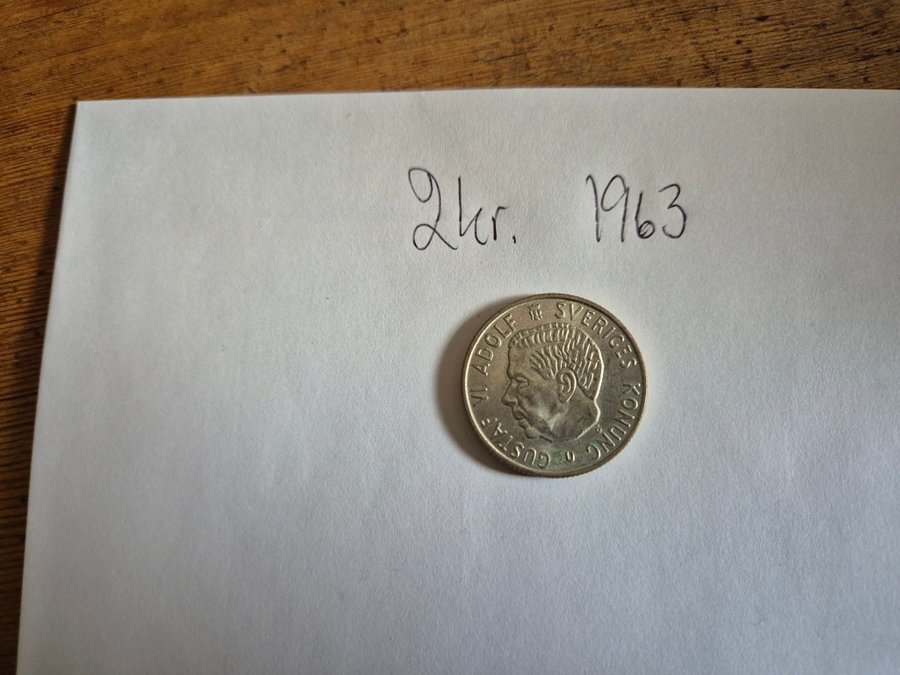 2kr. 1963
GUSTAF VI ADOLF SVERIGES KONUNG
U